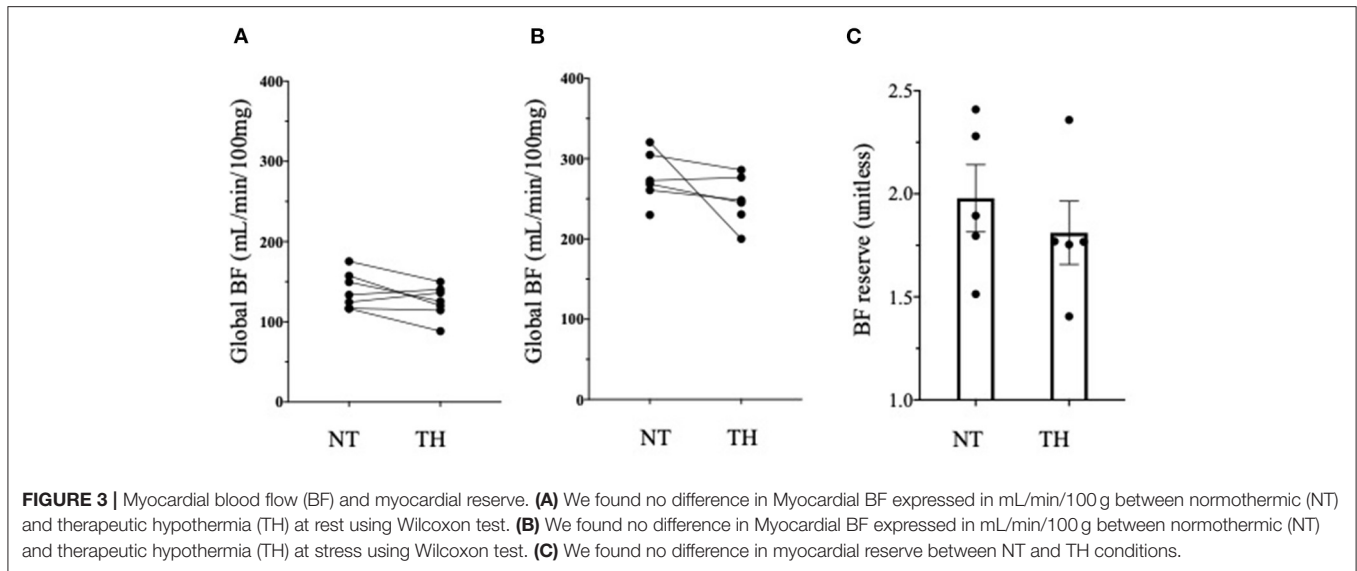 A
B
C
Global BF (mL/min/100mg)
400
300
200
100
0
NT TH
Global BF (mL/min/100mg)
400
300
200
100
0
NT TH
BF reserve (unitless)
2.5
2.0
1.5
1.0
NT TH
FIGURE 3 | Myocardial blood flow (BF) and myocardial reserve. (A) We found no difference in Myocardial BF expressed in mL/min/100 g between normothermic (NT)
and therapeutic hypothermia (TH) at rest using Wilcoxon test. (B) We found no difference in Myocardial BF expressed in mL/min/100 g between normothermic (NT)
and therapeutic hypothermia (TH) at stress using Wilcoxon test. (C) We found no difference in myocardial reserve between NT and TH conditions.